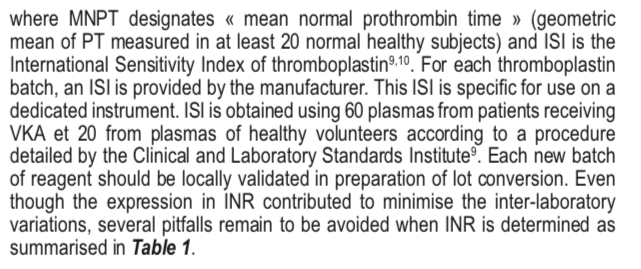 where MNPT designates « mean normal prothrombin time » (geometric
mean of PT measured in at least 20 normal healthy subjects) and ISI is the
International Sensitivity Index of thromboplastin9,10. For each thromboplastin
batch, an ISI is provided by the manufacturer. This ISI is specific for use on a
dedicated instrument. ISI is obtained using 60 plasmas from patients receiving
VKA et 20 from plasmas of healthy volunteers according to a procedure
detailed by the Clinical and Laboratory Standards Institute9. Each new batch
of reagent should be locally validated in preparation of lot conversion. Even
though the expression in INR contributed to minimise the inter-laboratory
variations, several pitfalls remain to be avoided when INR is determined as
summarised in Table 1.